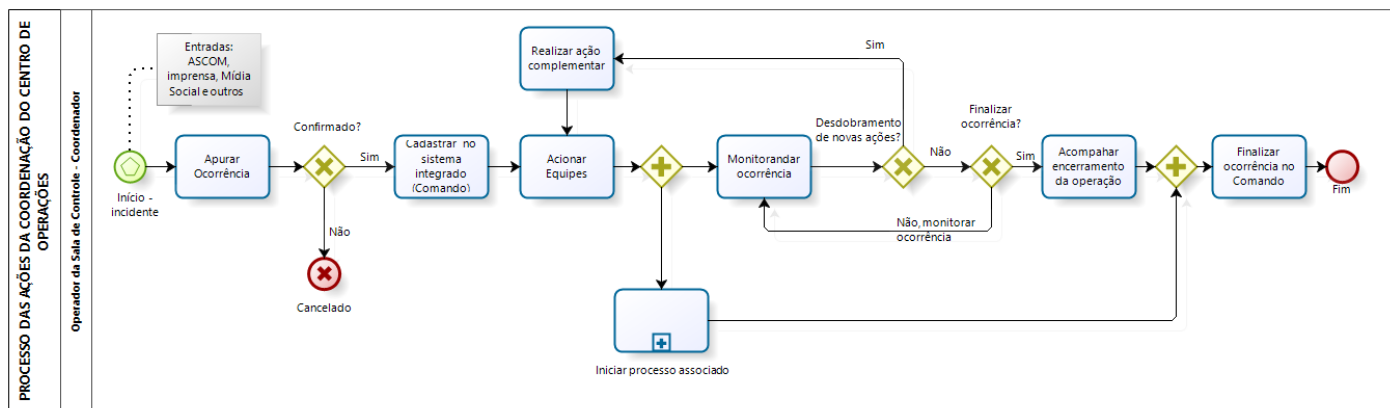 PROCESSO DAS AÇÕES DA COORDENAÇÃO DO CENTRO DE
OPERAÇÕES
Operador da Sala de Controle - Coordenador
Entradas:
ASCOM,
imprensa, Mídia
Social e outros
Início -
incidente
Apurar
Ocorrência
Confirmado?
Sim
Não
Cancelado
Cadastrar no
sistema
integrado
(Comando)
Realizar ação
complementar
Acionar
Equipes
Iniciar processo associado
Monitorandar
ocorrência
Sim
Desdobramento
de novas ações?
Não
Finalizar
ocorrência?
Sim
Não, monitorar
ocorrência
Acompahar
encerramento
da operação
Finalizar
ocorrência no
Comando
Fim